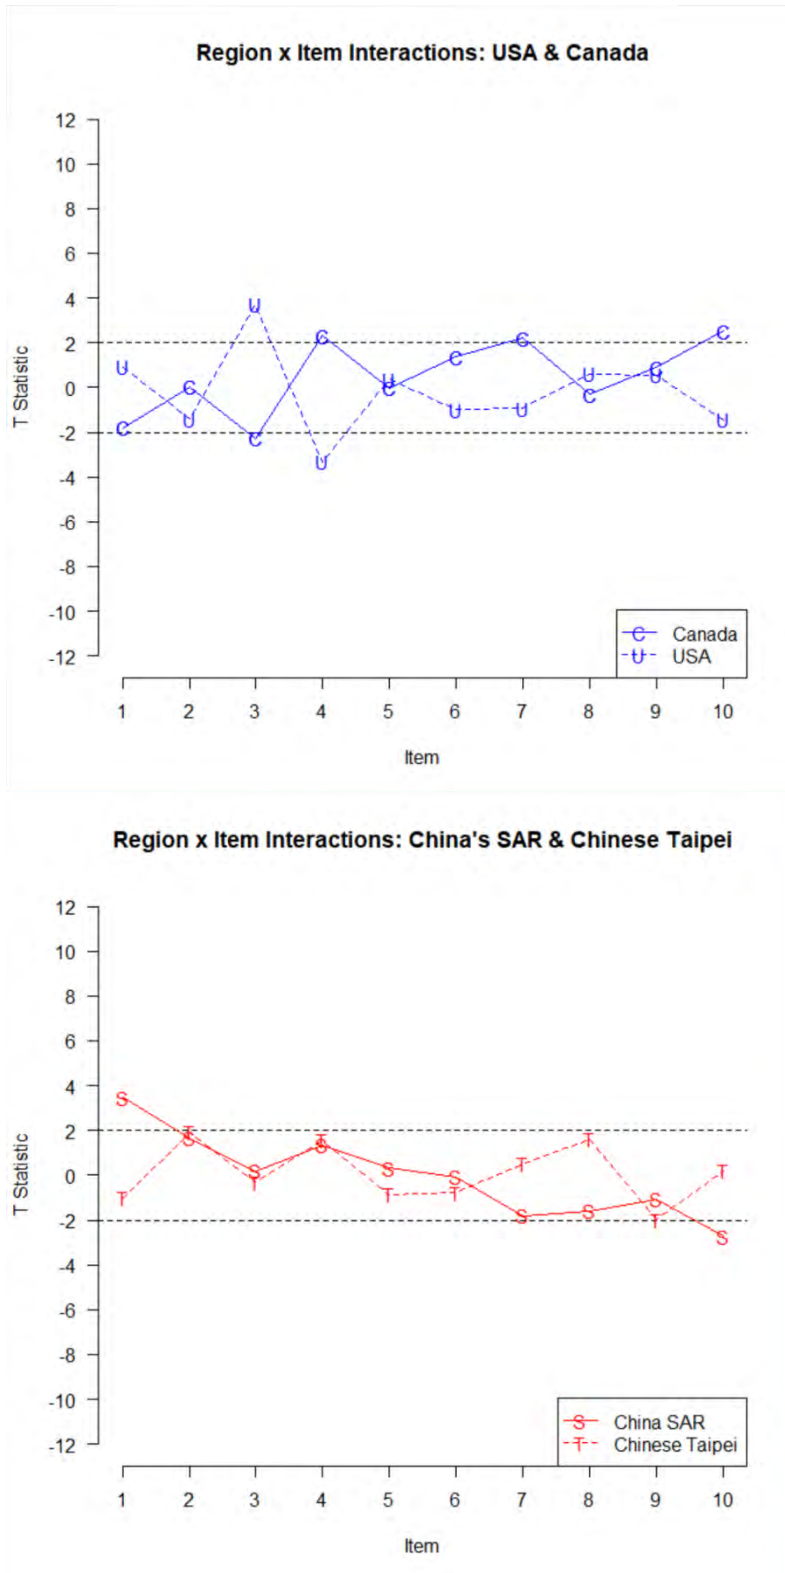 Region x Item Interactions: USA & Canada
12
10
8
6
4
2
0
-2
-4
-6
-8
-10
-12
T Statistic
C Canada
U USA
1 2 3 4 5 6 7 8 9 10
Item
Region x Item Interactions: China's SAR & Chinese Taipei
12
10
8
6
4
2
0
-2
-4
-6
-8
-10
-12
T Statistic
S China SAR
T Chinese Taipei
1 2 3 4 5 6 7 8 9 10
Item